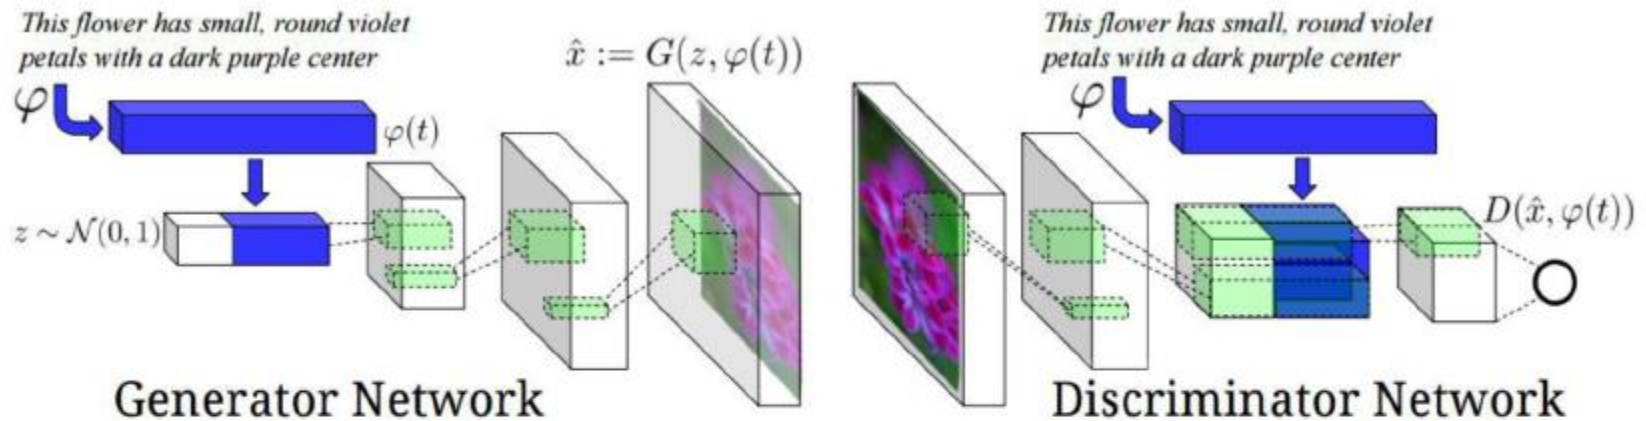 This flower has small, round violet
petals with a dark purple center
φ
φ(t)
z ~ 𝒩(0, 1)
x̂ := G(z, φ(t))
Generator Network
This flower has small, round violet
petals with a dark purple center
φ
D(x̂, φ(t))
Discriminator Network